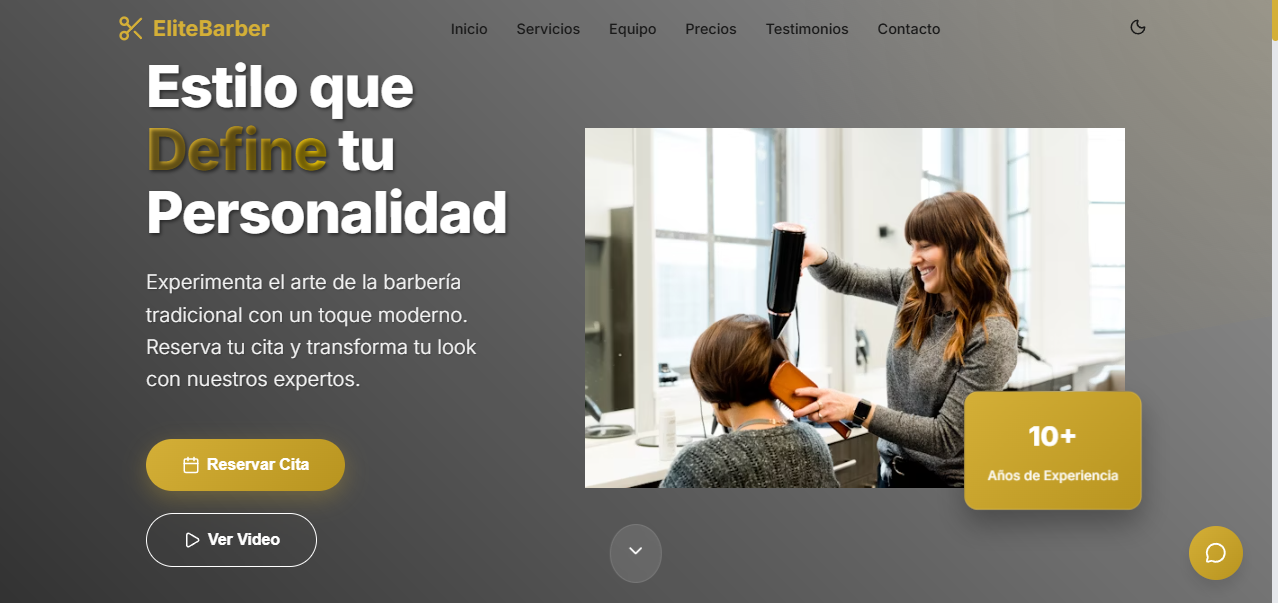 EliteBarber
Inicio
Servicios
Equipo
Precios
Testimonios
Contacto
Estilo que
Define tu
Personalidad
Experimenta el arte de la barbería
tradicional con un toque moderno.
Reserva tu cita y transforma tu look
con nuestros expertos.
Reservar Cita
Ver Video
10+
Años de Experiencia